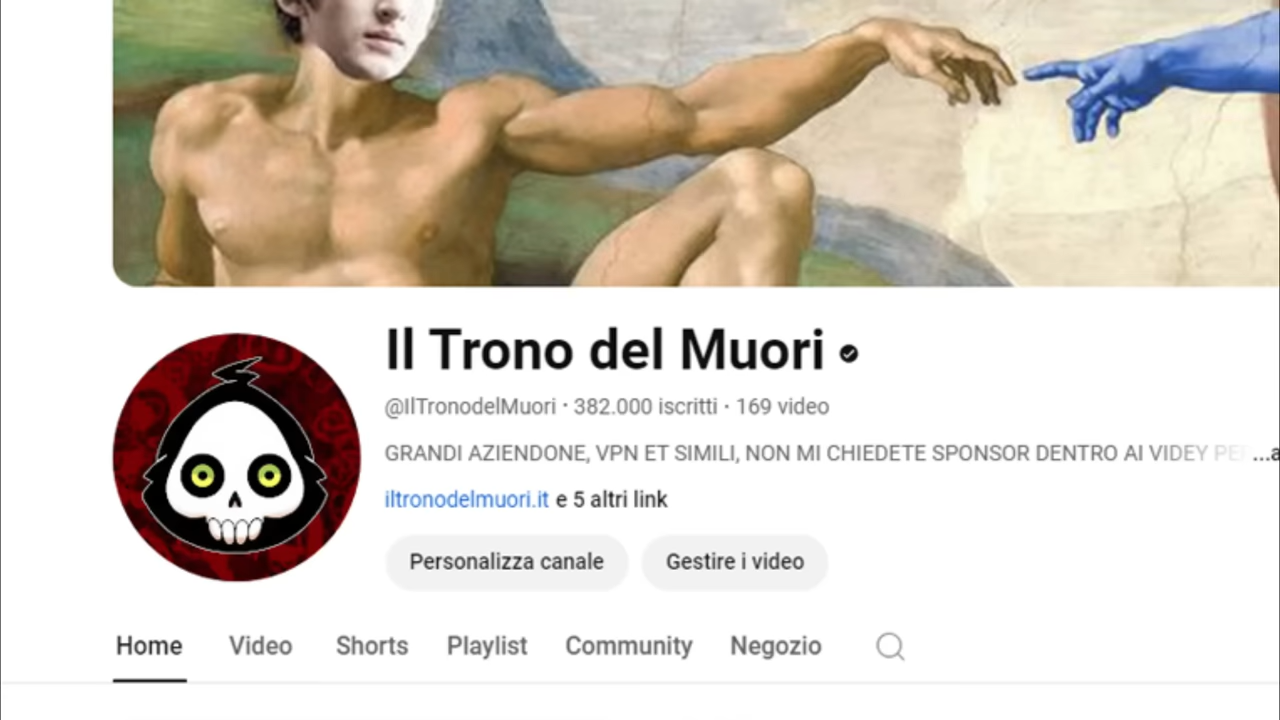 Il Trono del Muori
@IlTronodelMuori · 382.000 iscritti · 169 video
GRANDI AZIENDONE, VPN ET SIMILI, NON MI CHIEDETE SPONSOR DENTRO AI VIDEY PE ...a
iltronodelmuori.it e 5 altri link
Personalizza canale Gestire i video
Home Video Shorts Playlist Community Negozio